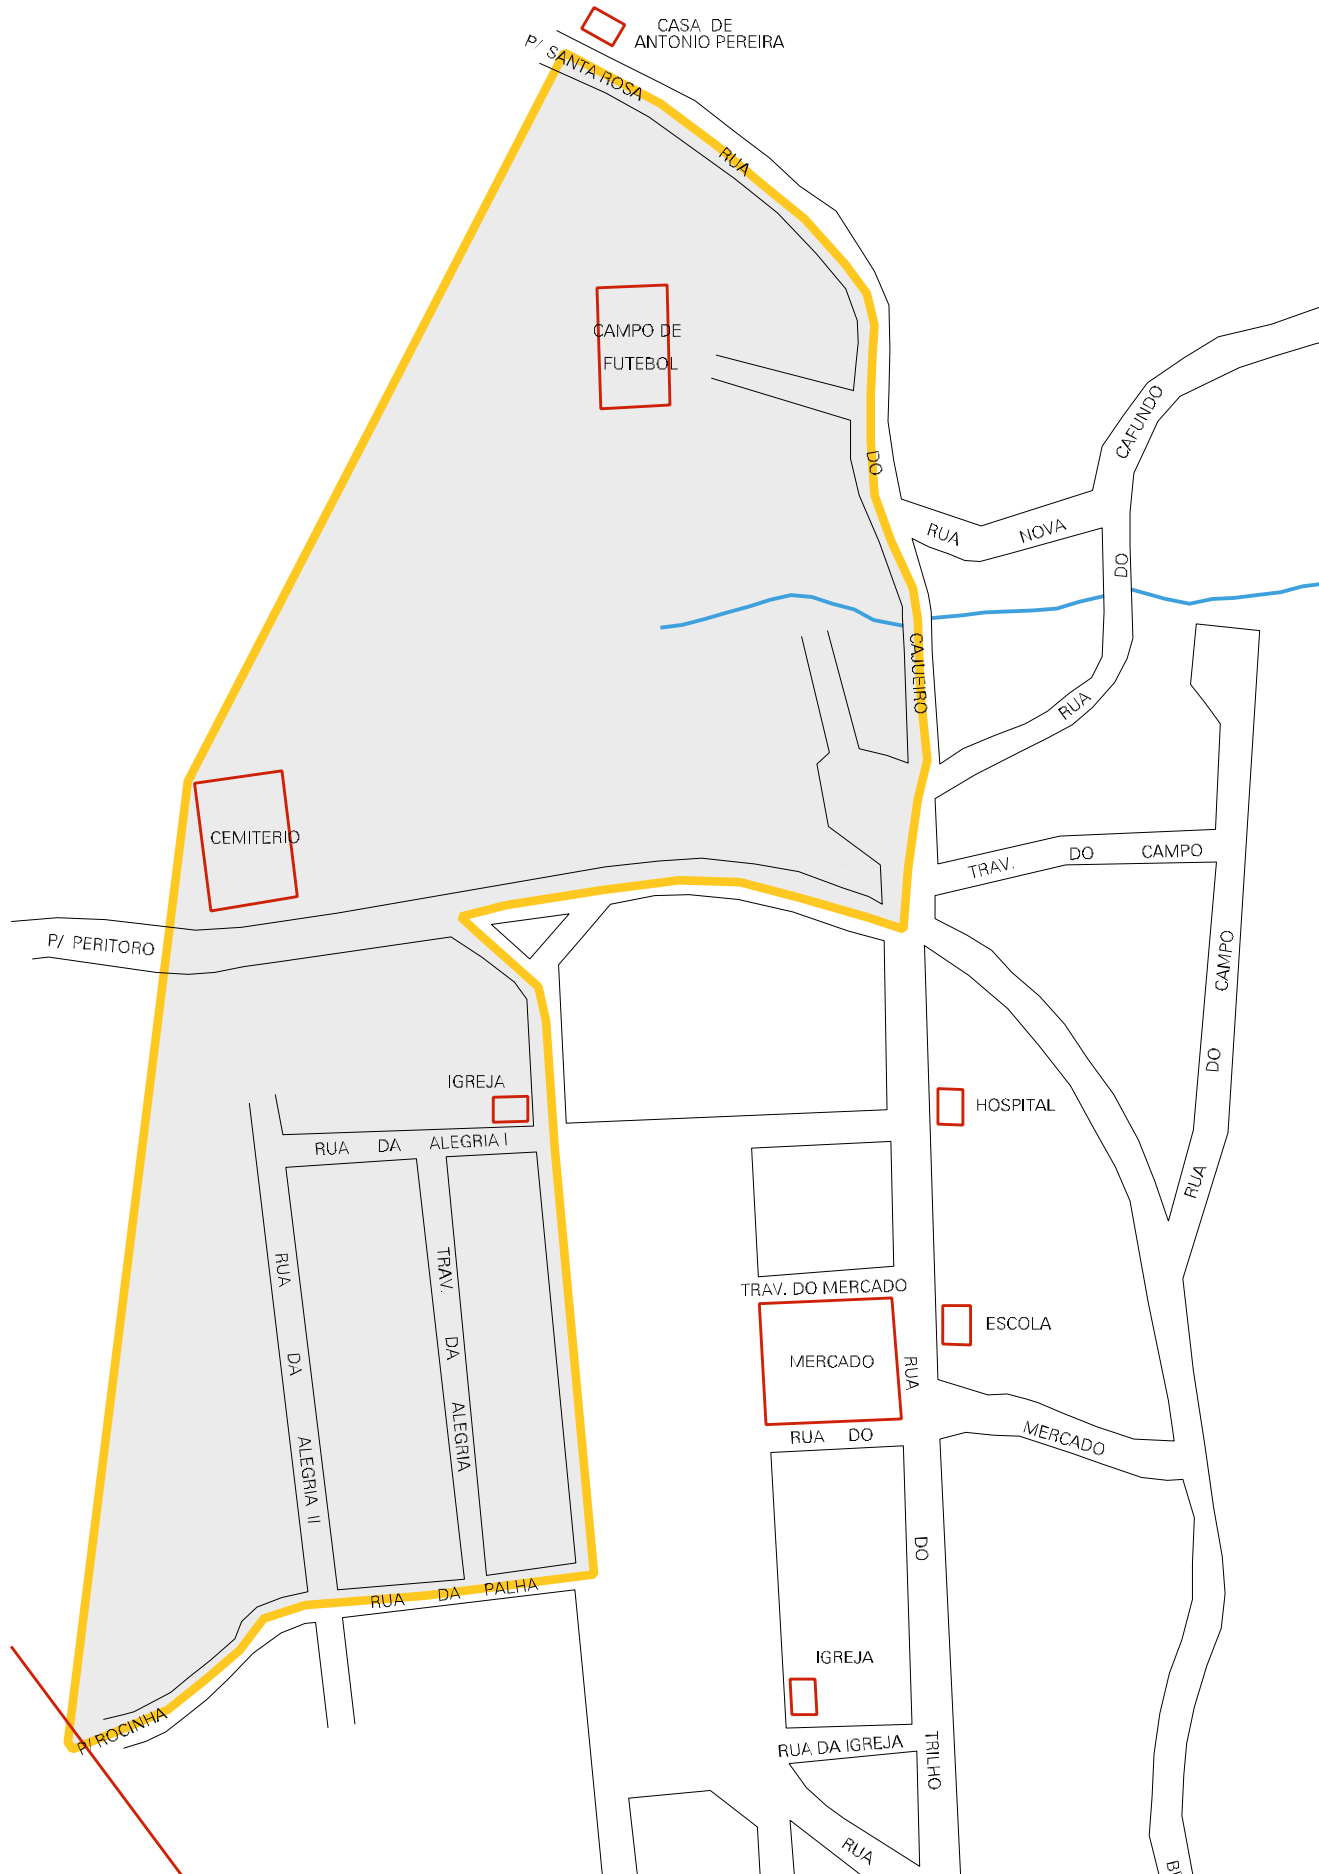 CASA DE
ANTONIO PEREIRA
P/ SANTA ROSA
RUA DO CAJUEIRO
CAMPO DE
FUTEBOL
CAFUNDO
DO
RUA
RUA NOVA
CEMITERIO
TRAV. DO CAMPO
P/ PERITORO
CAMPO
DO
RUA
IGREJA
HOSPITAL
RUA DA ALEGRIA I
RUA DA ALEGRIA II
TRAV. DA ALEGRIA
TRAV. DO MERCADO
MERCADO
ESCOLA
RUA DO MERCADO
RUA DO TRILHO
RUA DA PALHA
P/ ROCINHA
IGREJA
RUA DA IGREJA
RUA